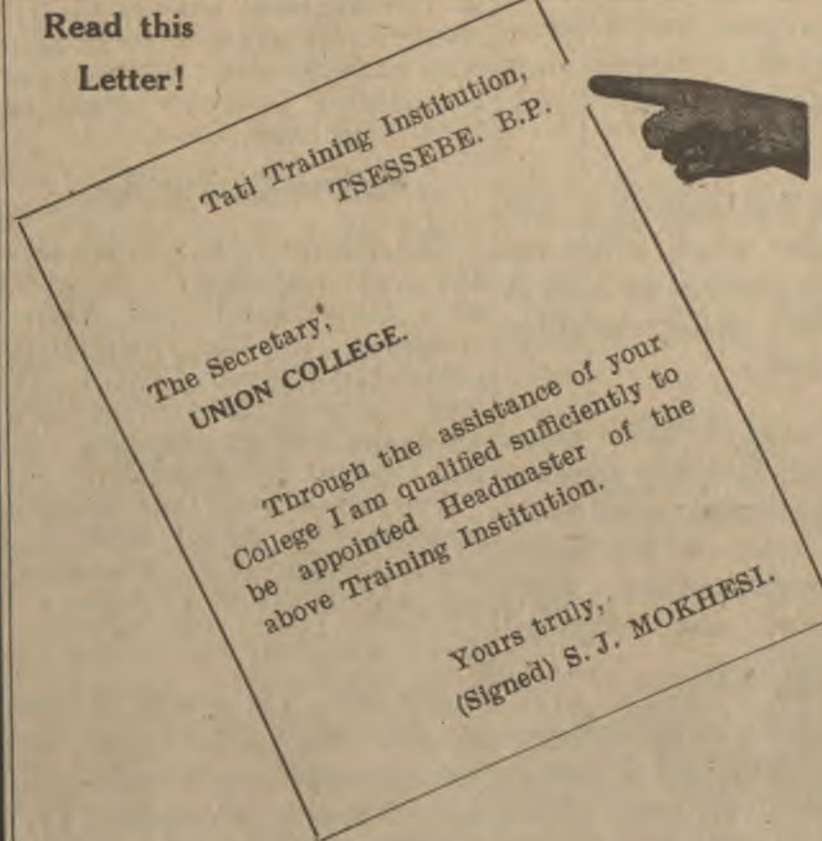 Read this
Letter!
Tati Training Institution,
TSESSEBE. B.P.
The Secretary,
UNION COLLEGE.
Through the assistance of your
College I am qualified sufficiently to
be appointed Headmaster of the
above Training Institution.
Yours truly,
(Signed) S. J. MOKHESI.